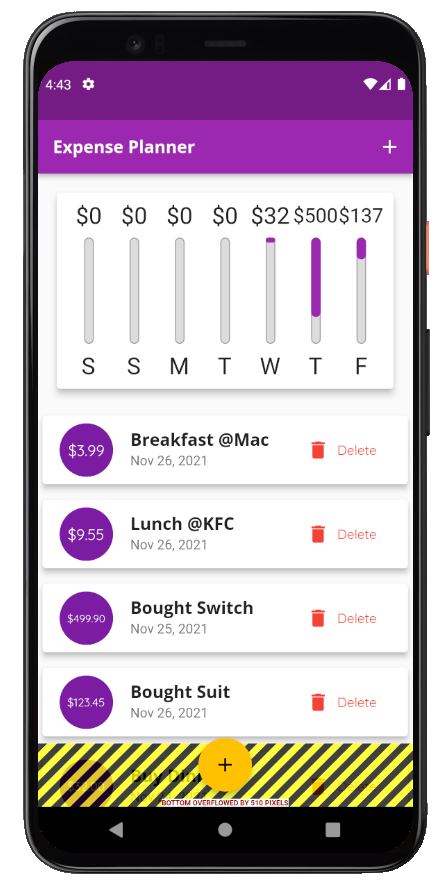 4:43
Expense Planner
$0 $0 $0 $0 $32 $500 $137
S S M T W T F
$3.99 Breakfast @Mac Delete
Nov 26, 2021
$9.55 Lunch @KFC Delete
Nov 26, 2021
$499.90 Bought Switch Delete
Nov 25, 2021
$123.45 Bought Suit Delete
Nov 26, 2021
Buy Din
BOTTOM OVERFLOWED BY 510 PIXELS